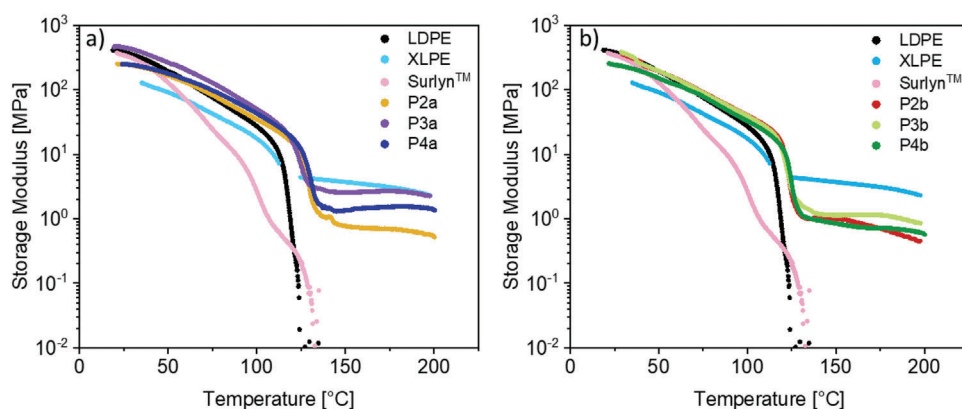 a)
10³
10²
10¹
10⁰
10⁻¹
10⁻²
Storage Modulus [MPa]
LDPE
XLPE
Surlyn™
P2a
P3a
P4a
0 50 100 150 200
Temperature [°C]
b)
10³
10²
10¹
10⁰
10⁻¹
10⁻²
Storage Modulus [MPa]
LDPE
XLPE
Surlyn™
P2b
P3b
P4b
0 50 100 150 200
Temperature [°C]